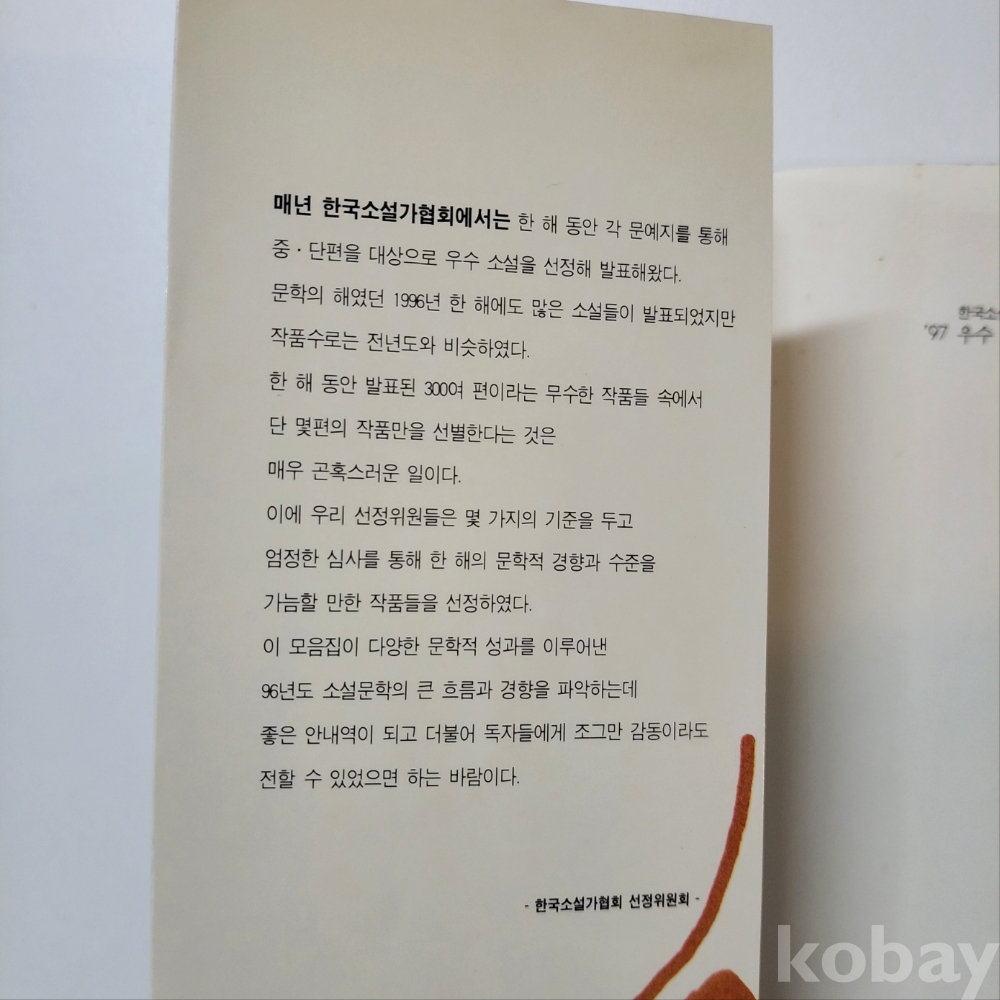 매년 한국소설가협회에서는 한 해 동안 각 문예지를 통해
중·단편을 대상으로 우수 소설을 선정해 발표해왔다.
문학의 해였던 1996년 한 해에도 많은 소설들이 발표되었지만
작품수로는 전년도와 비슷하였다.
한 해 동안 발표된 300여 편이라는 무수한 작품들 속에서
단 몇편의 작품만을 선별한다는 것은
매우 곤혹스러운 일이다.
이에 우리 선정위원들은 몇 가지의 기준을 두고
엄정한 심사를 통해 한 해의 문학적 경향과 수준을
가늠할 만한 작품들을 선정하였다.
이 모음집이 다양한 문학적 성과를 이루어낸
96년도 소설문학의 큰 흐름과 경향을 파악하는데
좋은 안내역이 되고 더불어 독자들에게 조그만 감동이라도
전할 수 있었으면 하는 바람이다.
- 한국소설가협회 선정위원회 -
한국소
'97 우수
kobay